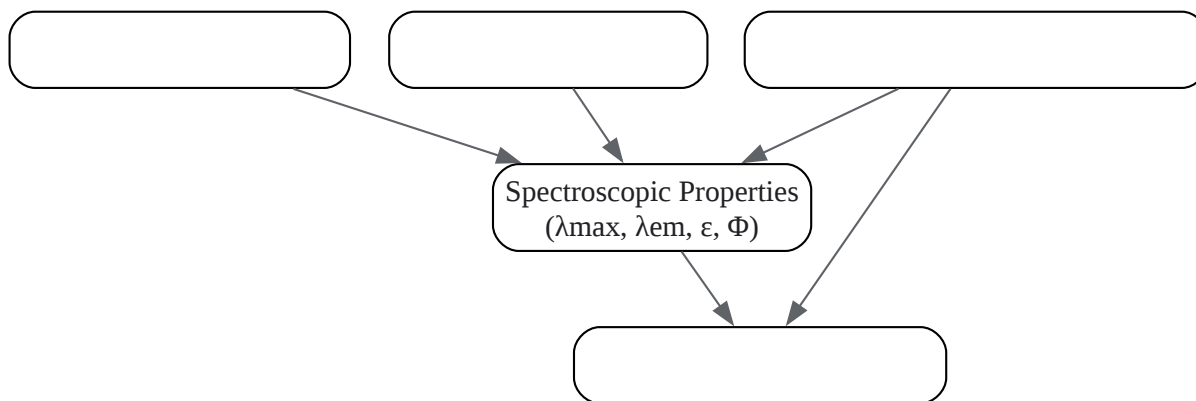 Spectroscopic Properties
(λmax, λem, ε, Φ)